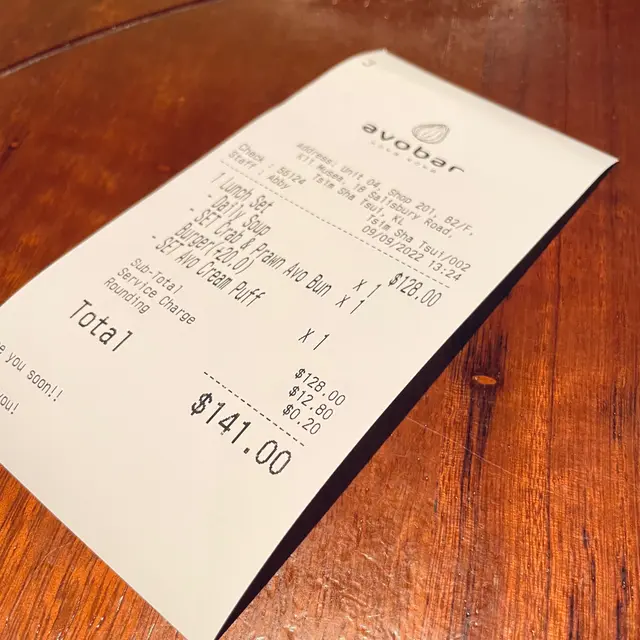 avobar
Address: Unit 04, Shop 201, B2/F.
K11 Musea, 18 Salisbury Road,
Tsim Sha Tsui, KL
Check : N6124
Tsim Sha Tsui/002
Staff : Abby
09/09/2022 13:24
1 Lunch Set $128.00
-Daily Soup x 1
- SET Crab & Prawn Avo Bun x 1
Burger(+20.0)
- SET Avo Cream Puff x 1
Sub-Total $128.00
Service Charge $12.80
Rounding $0.20
Total $141.00
e you soon!!
you!